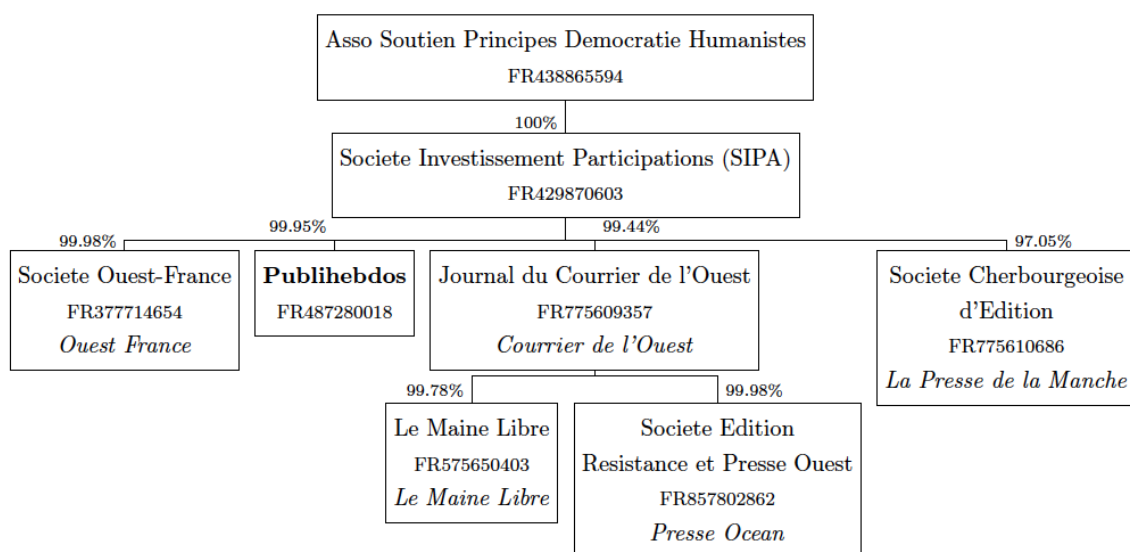 Asso Soutien Principes Democratie Humanistes
FR438865594
100%
Societe Investissement Participations (SIPA)
FR429870603
99.98%
99.95%
99.44%
97.05%
Societe Ouest-France
FR377714654
Ouest France
Publihebdos
FR487280018
Journal du Courrier de l'Ouest
FR775609357
Courrier de l'Ouest
Societe Cherbourgeoise
d'Edition
FR775610686
La Presse de la Manche
99.78%
99.98%
Le Maine Libre
FR575650403
Le Maine Libre
Societe Edition
Resistance et Presse Ouest
FR857802862
Presse Ocean